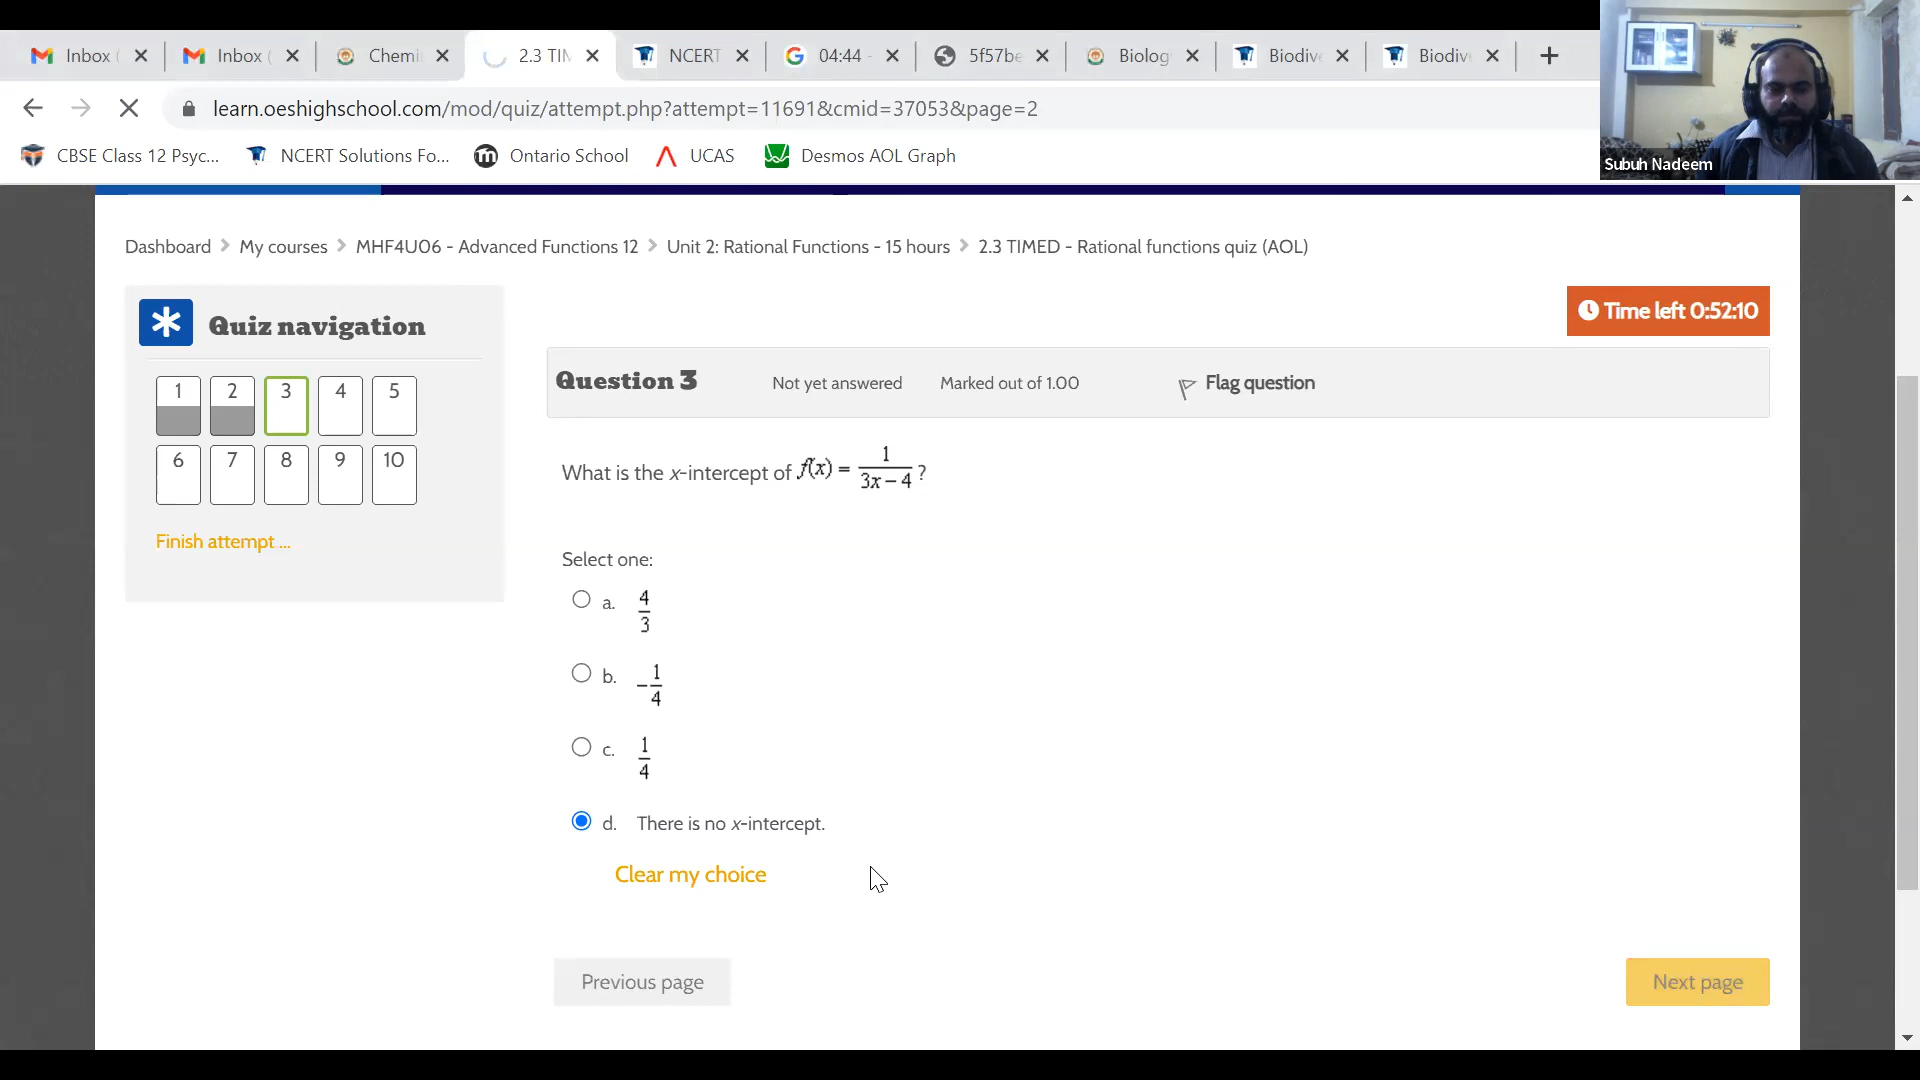 Inbox (
Inbox (
Chemi
2.3 TIM
NCERT
04:44 -
5f57be
Biolog
Biodive
Biodive
learn.oeshighschool.com/mod/quiz/attempt.php?attempt=11691&cmid=37053&page=2
CBSE Class 12 Psyc...
NCERT Solutions Fo...
Ontario School
UCAS
Desmos AOL Graph
Subuh Nadeem
Dashboard
My courses
MHF4U06 - Advanced Functions 12
Unit 2: Rational Functions - 15 hours
2.3 TIMED - Rational functions quiz (AOL)
Quiz navigation
1 2 3 4 5
6 7 8 9 10
Finish attempt ...
Time left 0:52:10
Question 3
Not yet answered
Marked out of 1.00
Flag question
What is the x-intercept of f(x) = 1/(3x – 4) ?
Select one:
a. 4/3
b. –1/4
c. 1/4
d. There is no x-intercept.
Clear my choice
Previous page
Next page